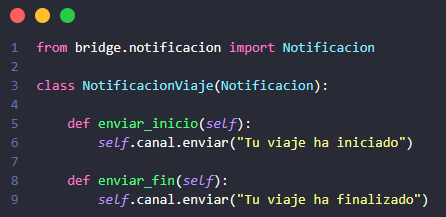 1 from bridge.notificacion import Notificacion
2
3 class NotificacionViaje(Notificacion):
4
5     def enviar_inicio(self):
6         self.canal.enviar("Tu viaje ha iniciado")
7
8     def enviar_fin(self):
9         self.canal.enviar("Tu viaje ha finalizado")